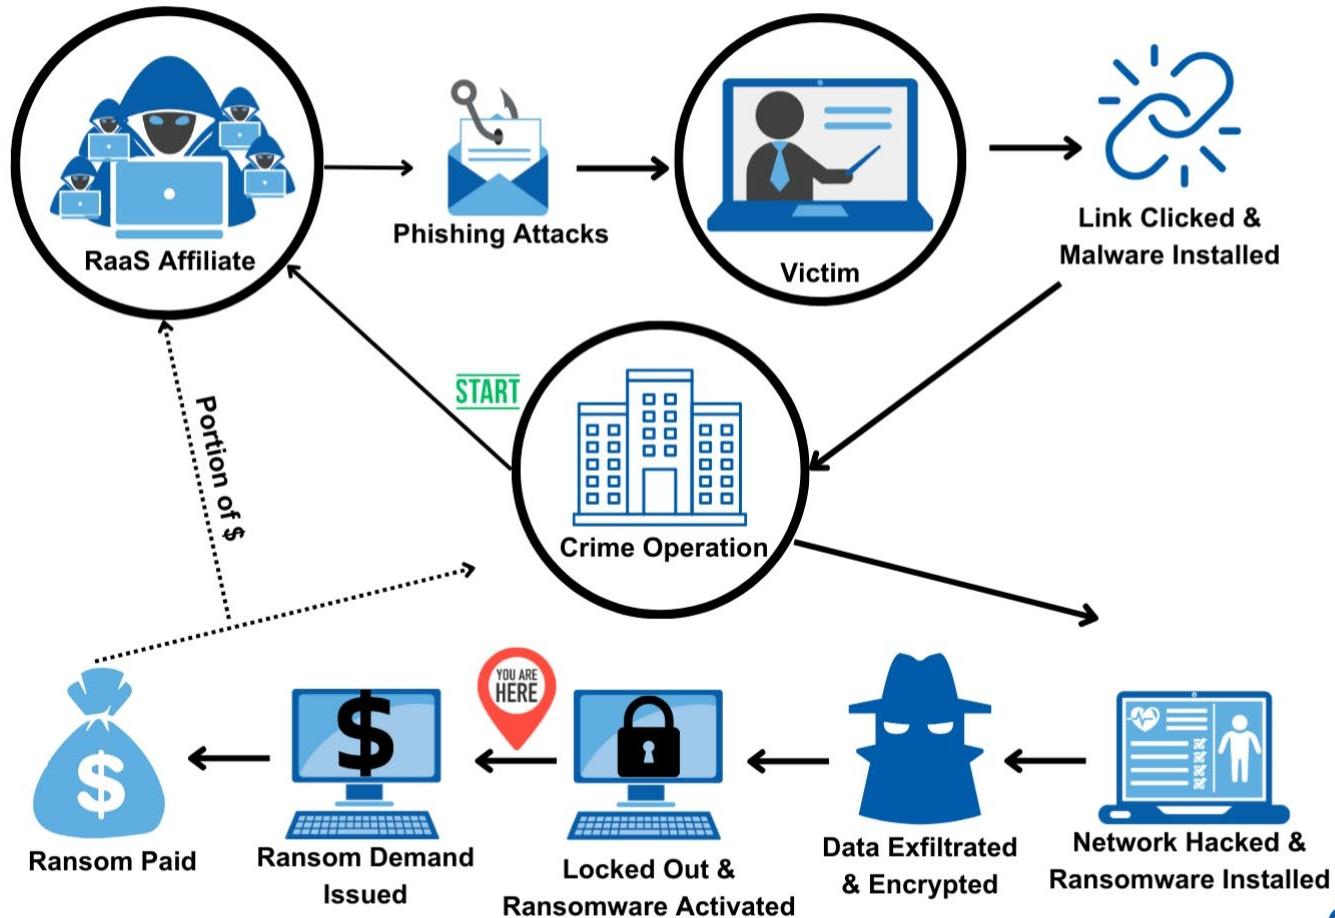 RaaS Affiliate
Phishing Attacks
Victim
Link Clicked &
Malware Installed
START
Crime Operation
Portion of $
YOU ARE
HERE
$
$
Ransom Paid
Ransom Demand
Issued
Locked Out &
Ransomware Activated
Data Exfiltrated
& Encrypted
Network Hacked &
Ransomware Installed